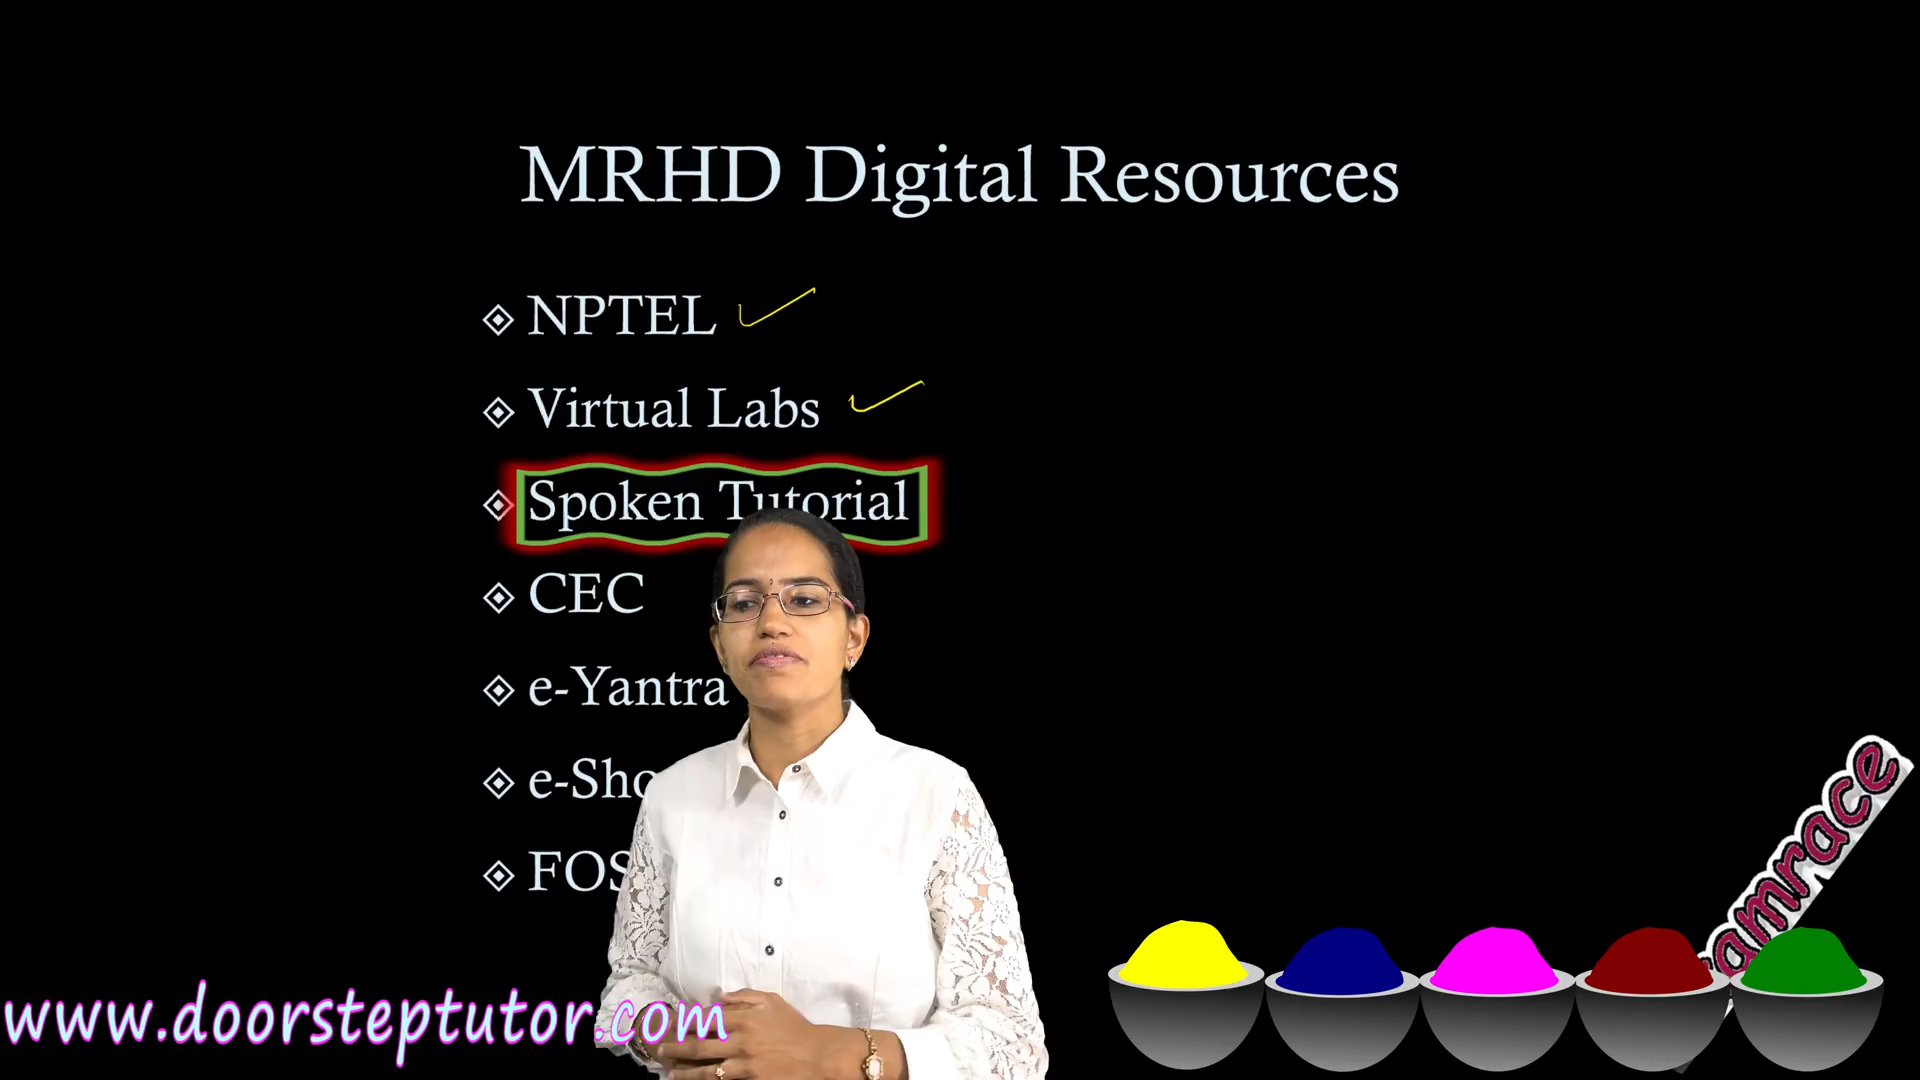 MRHD Digital Resources
NPTEL
Virtual Labs
Spoken Tutorial
CEC
e-Yantra
www.doorsteptutor.com